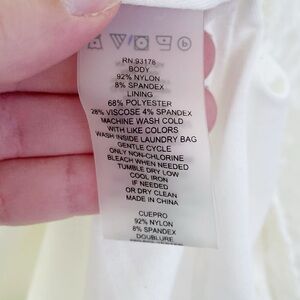 RN 93178
BODY
92% NYLON
8% SPANDEX
LINING
68% POLYESTER
28% VISCOSE 4% SPANDEX
MACHINE WASH COLD
WITH LIKE COLORS
WASH INSIDE LAUNDRY BAG
GENTLE CYCLE
ONLY NON-CHLORINE
BLEACH WHEN NEEDED
TUMBLE DRY LOW
COOL IRON
IF NEEDED
OR DRY CLEAN
MADE IN CHINA
CUEPRO
92% NYLON
8% SPANDEX
DOUBLURE